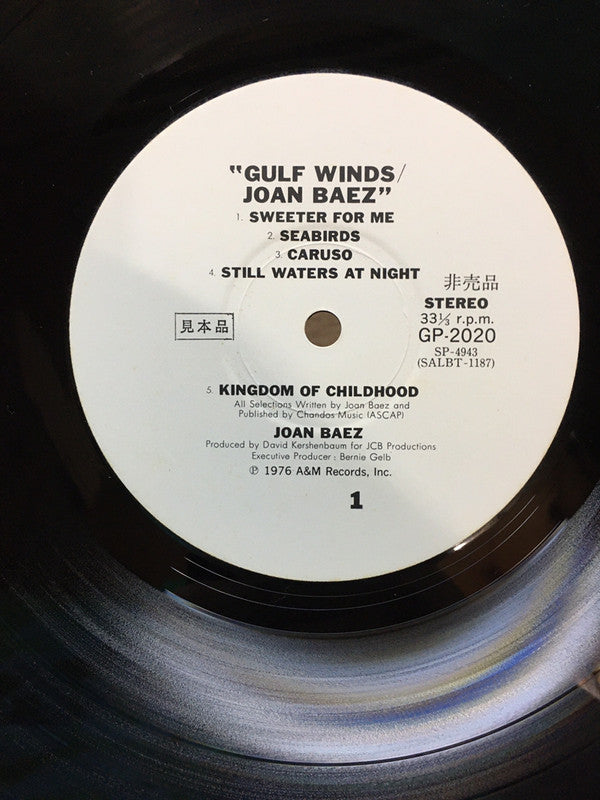 "GULF WINDS/
JOAN BAEZ"
1. SWEETER FOR ME
2. SEABIRDS
3. CARUSO
4. STILL WATERS AT NIGHT
非売品
STEREO
33⅓ r.p.m.
GP-2020
SP-4943
(SALBT-1187)
見本品
5. KINGDOM OF CHILDHOOD
All Selections Written by Joan Baez and
Published by Chandos Music (ASCAP)
JOAN BAEZ
Produced by David Kershenbaum for JCB Productions
Executive Producer : Bernie Gelb
℗ 1976 A&M Records, Inc.
1